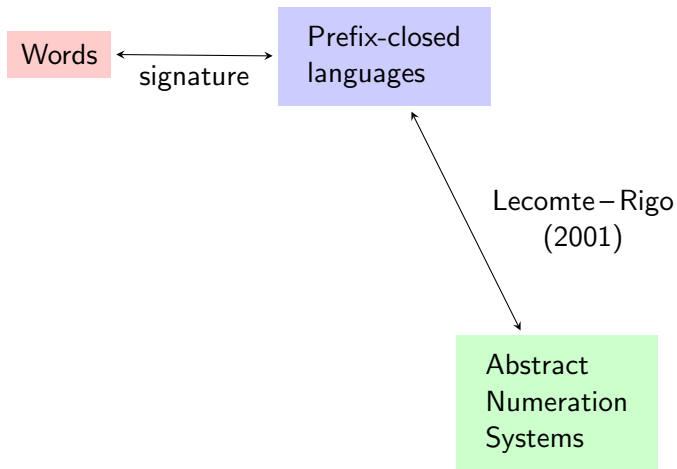 Words
signature
Prefix-closed
languages
Lecomte – Rigo
(2001)
Abstract
Numeration
Systems